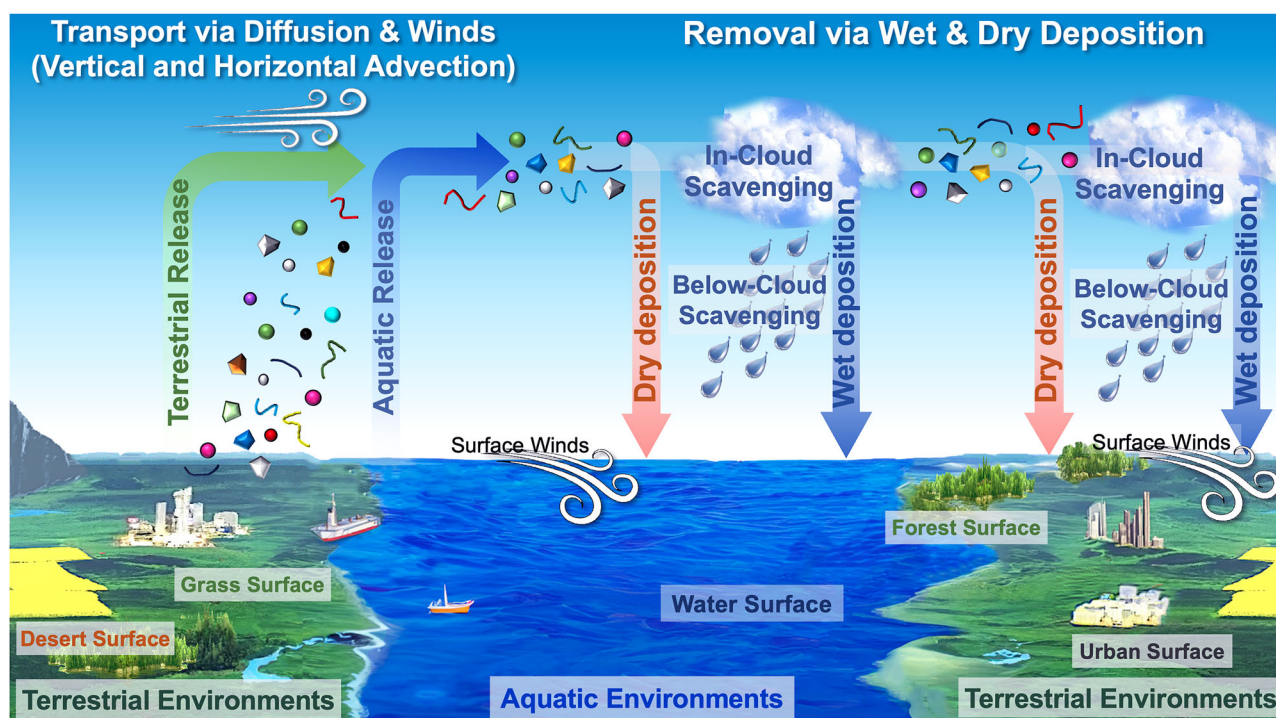 Transport via Diffusion & Winds
(Vertical and Horizontal Advection)
Removal via Wet & Dry Deposition
Terrestrial Release
Aquatic Release
In-Cloud
Scavenging
Dry deposition
Below-Cloud
Scavenging
Wet deposition
In-Cloud
Scavenging
Dry deposition
Below-Cloud
Scavenging
Wet deposition
Surface Winds
Surface Winds
Forest Surface
Grass Surface
Water Surface
Desert Surface
Urban Surface
Terrestrial Environments
Aquatic Environments
Terrestrial Environments